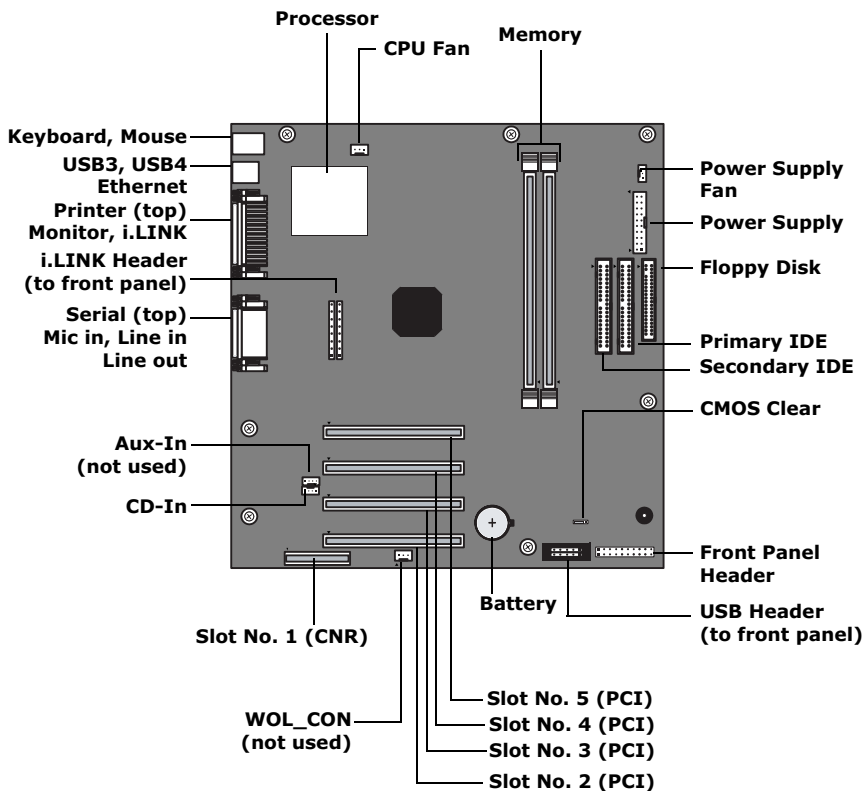 Processor
CPU Fan
Memory
Keyboard, Mouse
USB3, USB4
Ethernet
Printer (top)
Monitor, i.LINK
i.LINK Header
(to front panel)
Serial (top)
Mic in, Line in
Line out
Aux-In
(not used)
CD-In
Power Supply
Fan
Power Supply
Floppy Disk
Primary IDE
Secondary IDE
CMOS Clear
Front Panel
Header
USB Header
(to front panel)
Battery
Slot No. 1 (CNR)
WOL_CON
(not used)
Slot No. 5 (PCI)
Slot No. 4 (PCI)
Slot No. 3 (PCI)
Slot No. 2 (PCI)